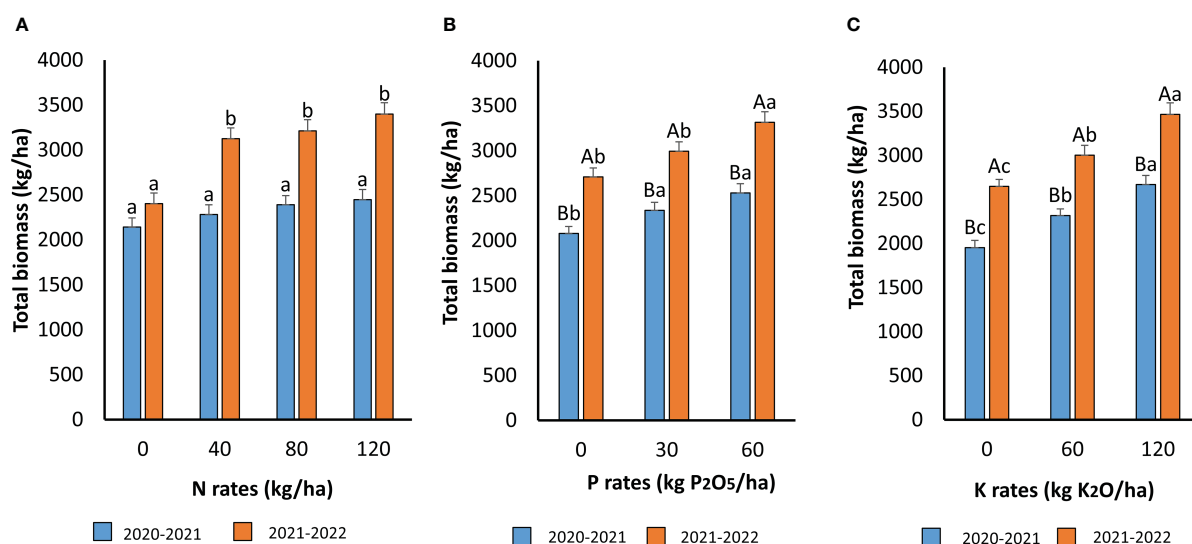 A
Total biomass (kg/ha)
4000
3500
3000
2500
2000
1500
1000
500
0
a
a
a
b
a
b
a
b
0
40
80
120
N rates (kg/ha)
2020-2021
2021-2022
B
Total biomass (kg/ha)
4000
3500
3000
2500
2000
1500
1000
500
0
Bb
Ab
Ba
Ab
Ba
Aa
0
30
60
P rates (kg P2O5/ha)
2020-2021
2021-2022
C
Total biomass (kg/ha)
4000
3500
3000
2500
2000
1500
1000
500
0
Bc
Ac
Bb
Ab
Ba
Aa
0
60
120
K rates (kg K2O/ha)
2020-2021
2021-2022